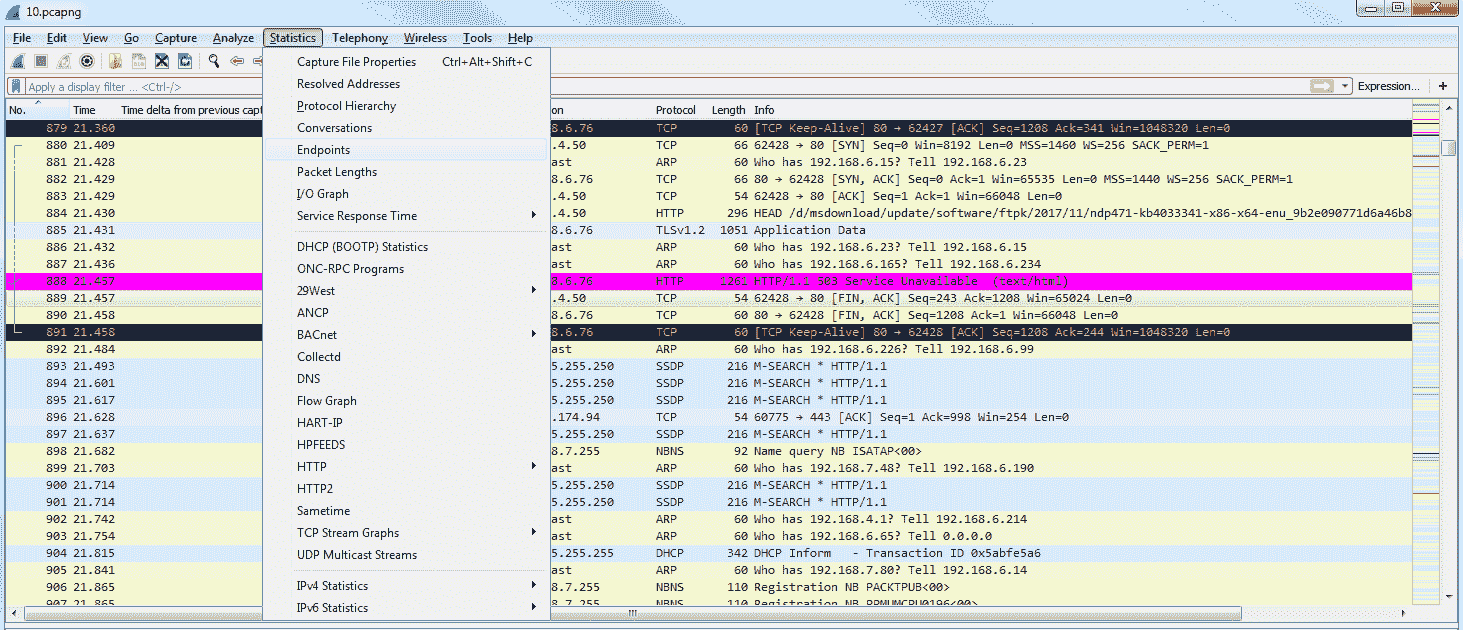 10.pcapng
File Edit View Go Capture Analyze Statistics Telephony Wireless Tools Help
Apply a display filter ... <Ctrl-/> Expression... +
No. Time Time delta from previous capt on Protocol Length Info
Capture File Properties Ctrl+Alt+Shift+C
Resolved Addresses
Protocol Hierarchy
Conversations
Endpoints
Packet Lengths
I/O Graph
Service Response Time
DHCP (BOOTP) Statistics
ONC-RPC Programs
29West
ANCP
BACnet
Collectd
DNS
Flow Graph
HART-IP
HPFEEDS
HTTP
HTTP2
Sametime
TCP Stream Graphs
UDP Multicast Streams
IPv4 Statistics
IPv6 Statistics
879 21.360 8.6.76 TCP 60 [TCP Keep-Alive] 80 → 62427 [ACK] Seq=1208 Ack=341 Win=1048320 Len=0
880 21.409 .4.50 TCP 66 62428 → 80 [SYN] Seq=0 Win=8192 Len=0 MSS=1460 WS=256 SACK_PERM=1
881 21.428 ast ARP 60 Who has 192.168.6.15? Tell 192.168.6.23
882 21.429 8.6.76 TCP 66 80 → 62428 [SYN, ACK] Seq=0 Ack=1 Win=65535 Len=0 MSS=1440 WS=256 SACK_PERM=1
883 21.429 .4.50 TCP 54 62428 → 80 [ACK] Seq=1 Ack=1 Win=66048 Len=0
884 21.430 .4.50 HTTP 296 HEAD /d/msdownload/update/software/ftpk/2017/11/ndp471-kb4033341-x86-x64-enu_9b2e090771d6a46b8
885 21.431 8.6.76 TLSv1.2 1051 Application Data
886 21.432 ast ARP 60 Who has 192.168.6.23? Tell 192.168.6.15
887 21.436 ast ARP 60 Who has 192.168.6.165? Tell 192.168.6.234
888 21.457 8.6.76 HTTP 1261 HTTP/1.1 503 Service Unavailable (text/html)
889 21.457 .4.50 TCP 54 62428 → 80 [FIN, ACK] Seq=243 Ack=1208 Win=65024 Len=0
890 21.458 8.6.76 TCP 60 80 → 62428 [FIN, ACK] Seq=1208 Ack=1 Win=66048 Len=0
891 21.458 8.6.76 TCP 60 [TCP Keep-Alive] 80 → 62428 [ACK] Seq=1208 Ack=244 Win=1048320 Len=0
892 21.484 ast ARP 60 Who has 192.168.6.226? Tell 192.168.6.99
893 21.493 5.255.250 SSDP 216 M-SEARCH * HTTP/1.1
894 21.601 5.255.250 SSDP 216 M-SEARCH * HTTP/1.1
895 21.617 5.255.250 SSDP 216 M-SEARCH * HTTP/1.1
896 21.628 .174.94 TCP 54 60775 → 443 [ACK] Seq=1 Ack=998 Win=254 Len=0
897 21.637 5.255.250 SSDP 216 M-SEARCH * HTTP/1.1
898 21.682 8.7.255 NBNS 92 Name query NB ISATAP<00>
899 21.703 ast ARP 60 Who has 192.168.7.48? Tell 192.168.6.190
900 21.714 5.255.250 SSDP 216 M-SEARCH * HTTP/1.1
901 21.714 5.255.250 SSDP 216 M-SEARCH * HTTP/1.1
902 21.742 ast ARP 60 Who has 192.168.4.1? Tell 192.168.6.214
903 21.754 ast ARP 60 Who has 192.168.6.65? Tell 0.0.0.0
904 21.815 5.255.255 DHCP 342 DHCP Inform - Transaction ID 0x5abfe5a6
905 21.841 ast ARP 60 Who has 192.168.7.80? Tell 192.168.6.14
906 21.865 8.7.255 NBNS 110 Registration NB PACKTPUB<00>
907 21.865 8.7.255 NBNS 110 Registration NB